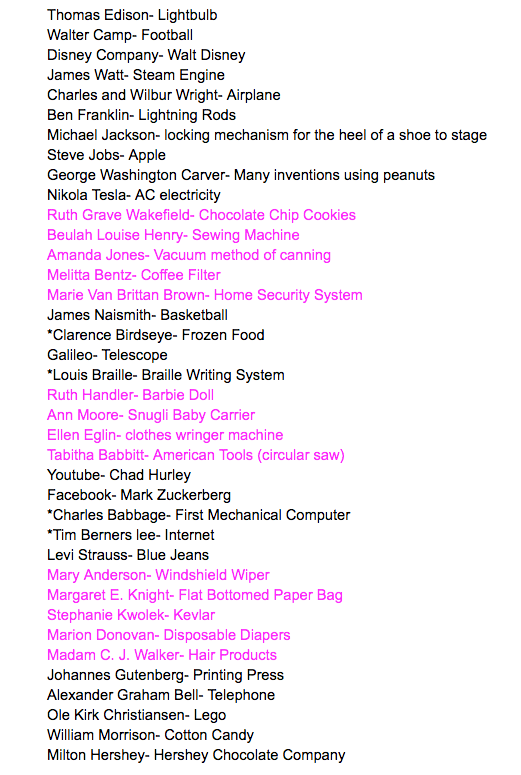 Thomas Edison- Lightbulb
Walter Camp- Football
Disney Company- Walt Disney
James Watt- Steam Engine
Charles and Wilbur Wright- Airplane
Ben Franklin- Lightning Rods
Michael Jackson- locking mechanism for the heel of a shoe to stage
Steve Jobs- Apple
George Washington Carver- Many inventions using peanuts
Nikola Tesla- AC electricity
Ruth Grave Wakefield- Chocolate Chip Cookies
Beulah Louise Henry- Sewing Machine
Amanda Jones- Vacuum method of canning
Melitta Bentz- Coffee Filter
Marie Van Brittan Brown- Home Security System
James Naismith- Basketball
*Clarence Birdseye- Frozen Food
Galileo- Telescope
*Louis Braille- Braille Writing System
Ruth Handler- Barbie Doll
Ann Moore- Snugli Baby Carrier
Ellen Eglin- clothes wringer machine
Tabitha Babbitt- American Tools (circular saw)
Youtube- Chad Hurley
Facebook- Mark Zuckerberg
*Charles Babbage- First Mechanical Computer
*Tim Berners lee- Internet
Levi Strauss- Blue Jeans
Mary Anderson- Windshield Wiper
Margaret E. Knight- Flat Bottomed Paper Bag
Stephanie Kwolek- Kevlar
Marion Donovan- Disposable Diapers
Madam C. J. Walker- Hair Products
Johannes Gutenberg- Printing Press
Alexander Graham Bell- Telephone
Ole Kirk Christiansen- Lego
William Morrison- Cotton Candy
Milton Hershey- Hershey Chocolate Company